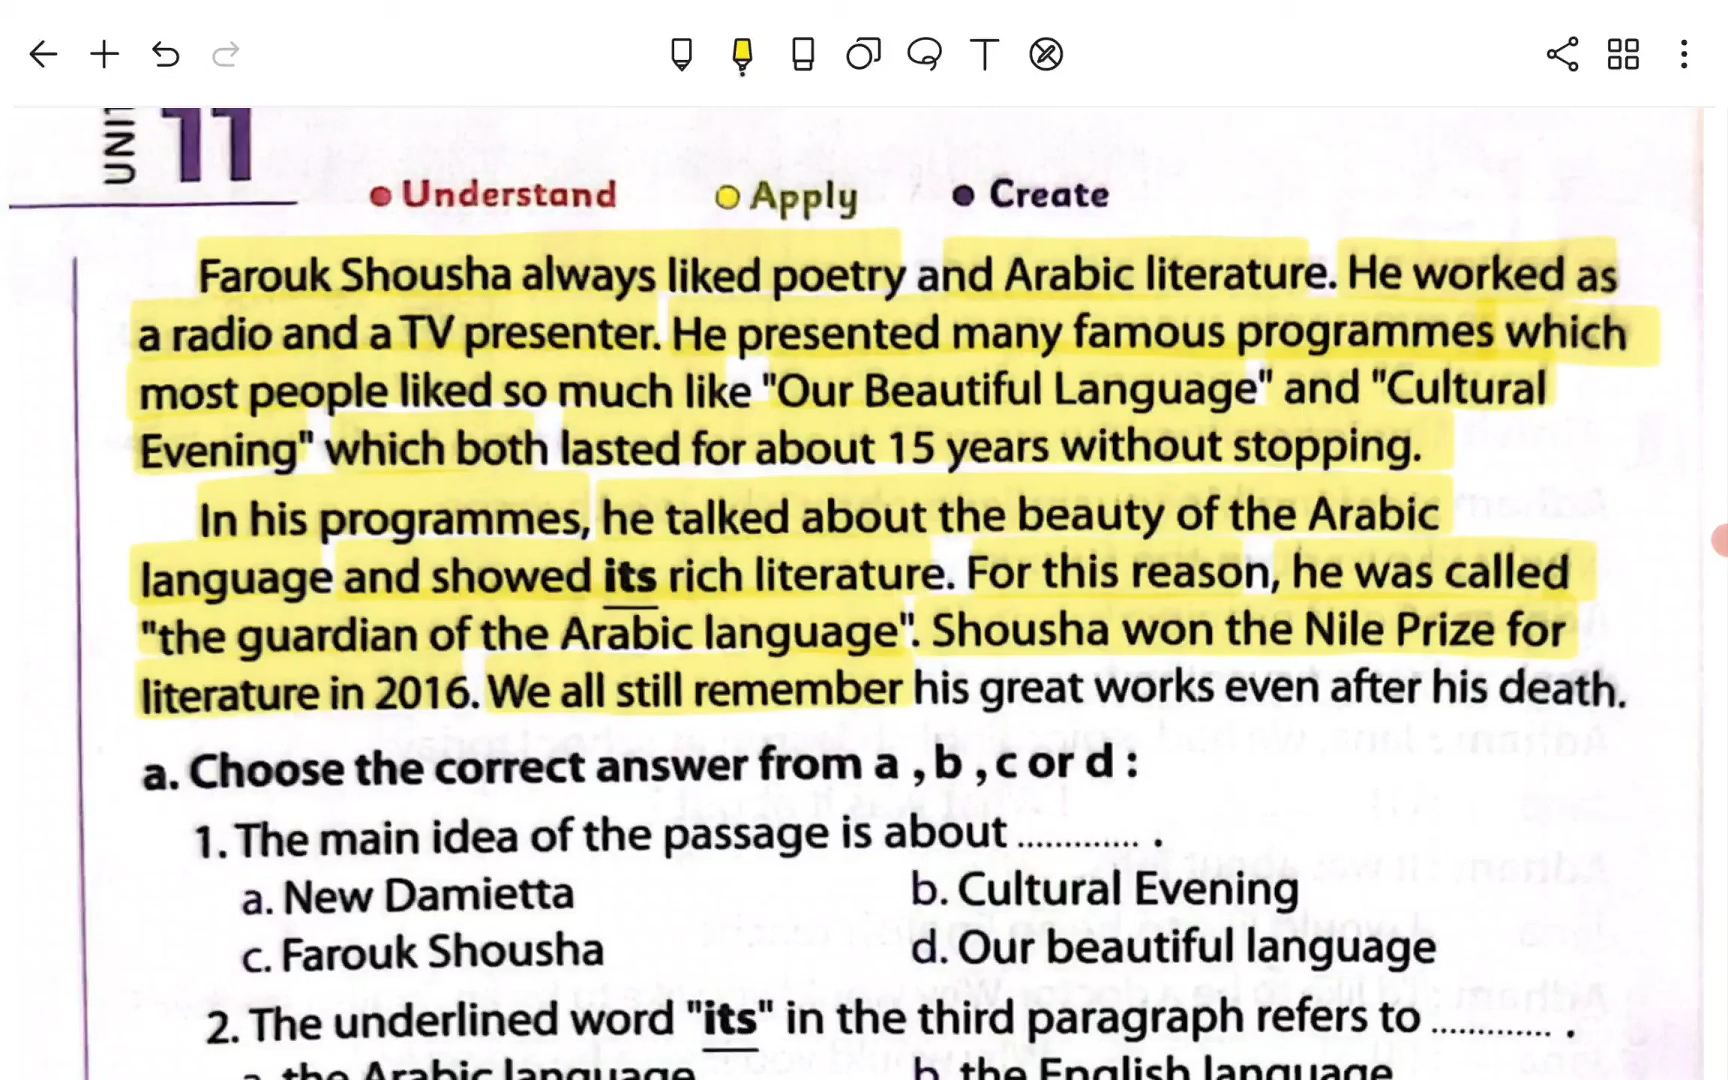 UNIT 11
Understand Apply Create
Farouk Shousha always liked poetry and Arabic literature. He worked as
a radio and a TV presenter. He presented many famous programmes which
most people liked so much like "Our Beautiful Language" and "Cultural
Evening" which both lasted for about 15 years without stopping.
In his programmes, he talked about the beauty of the Arabic
language and showed its rich literature. For this reason, he was called
"the guardian of the Arabic language". Shousha won the Nile Prize for
literature in 2016. We all still remember his great works even after his death.
a. Choose the correct answer from a , b , c or d :
1. The main idea of the passage is about ............. .
a. New Damietta b. Cultural Evening
c. Farouk Shousha d. Our beautiful language
2. The underlined word "its" in the third paragraph refers to ............. .
a. the Arabic language b. the English language